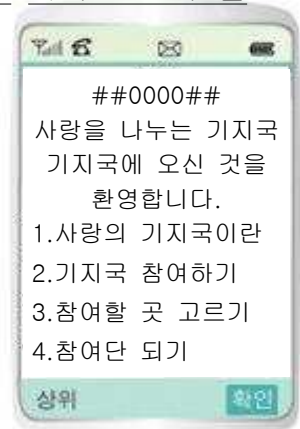 ##0000##
사랑을 나누는 기지국
기지국에 오신 것을
환영합니다.
1.사랑의 기지국이란
2.기지국 참여하기
3.참여할 곳 고르기
4.참여단 되기
상위 확인